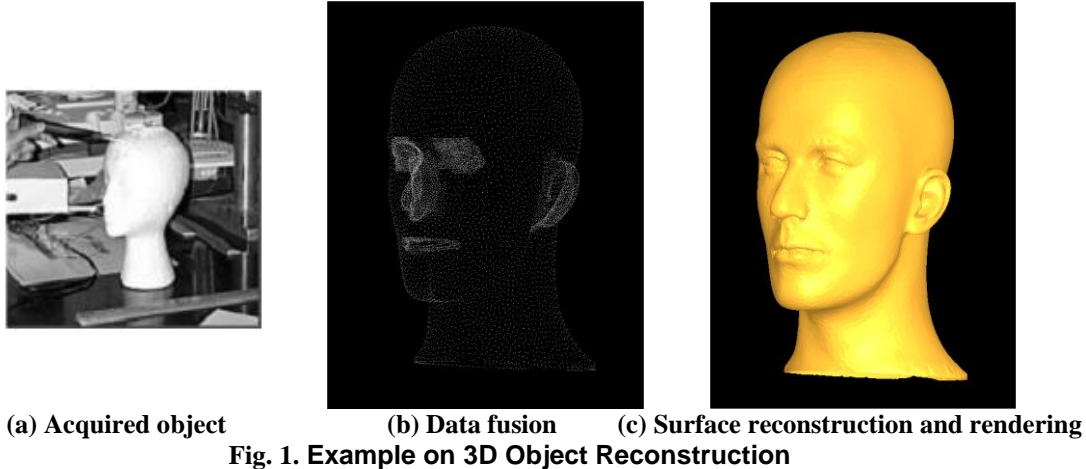 (a) Acquired object (b) Data fusion (c) Surface reconstruction and rendering
Fig. 1. Example on 3D Object Reconstruction